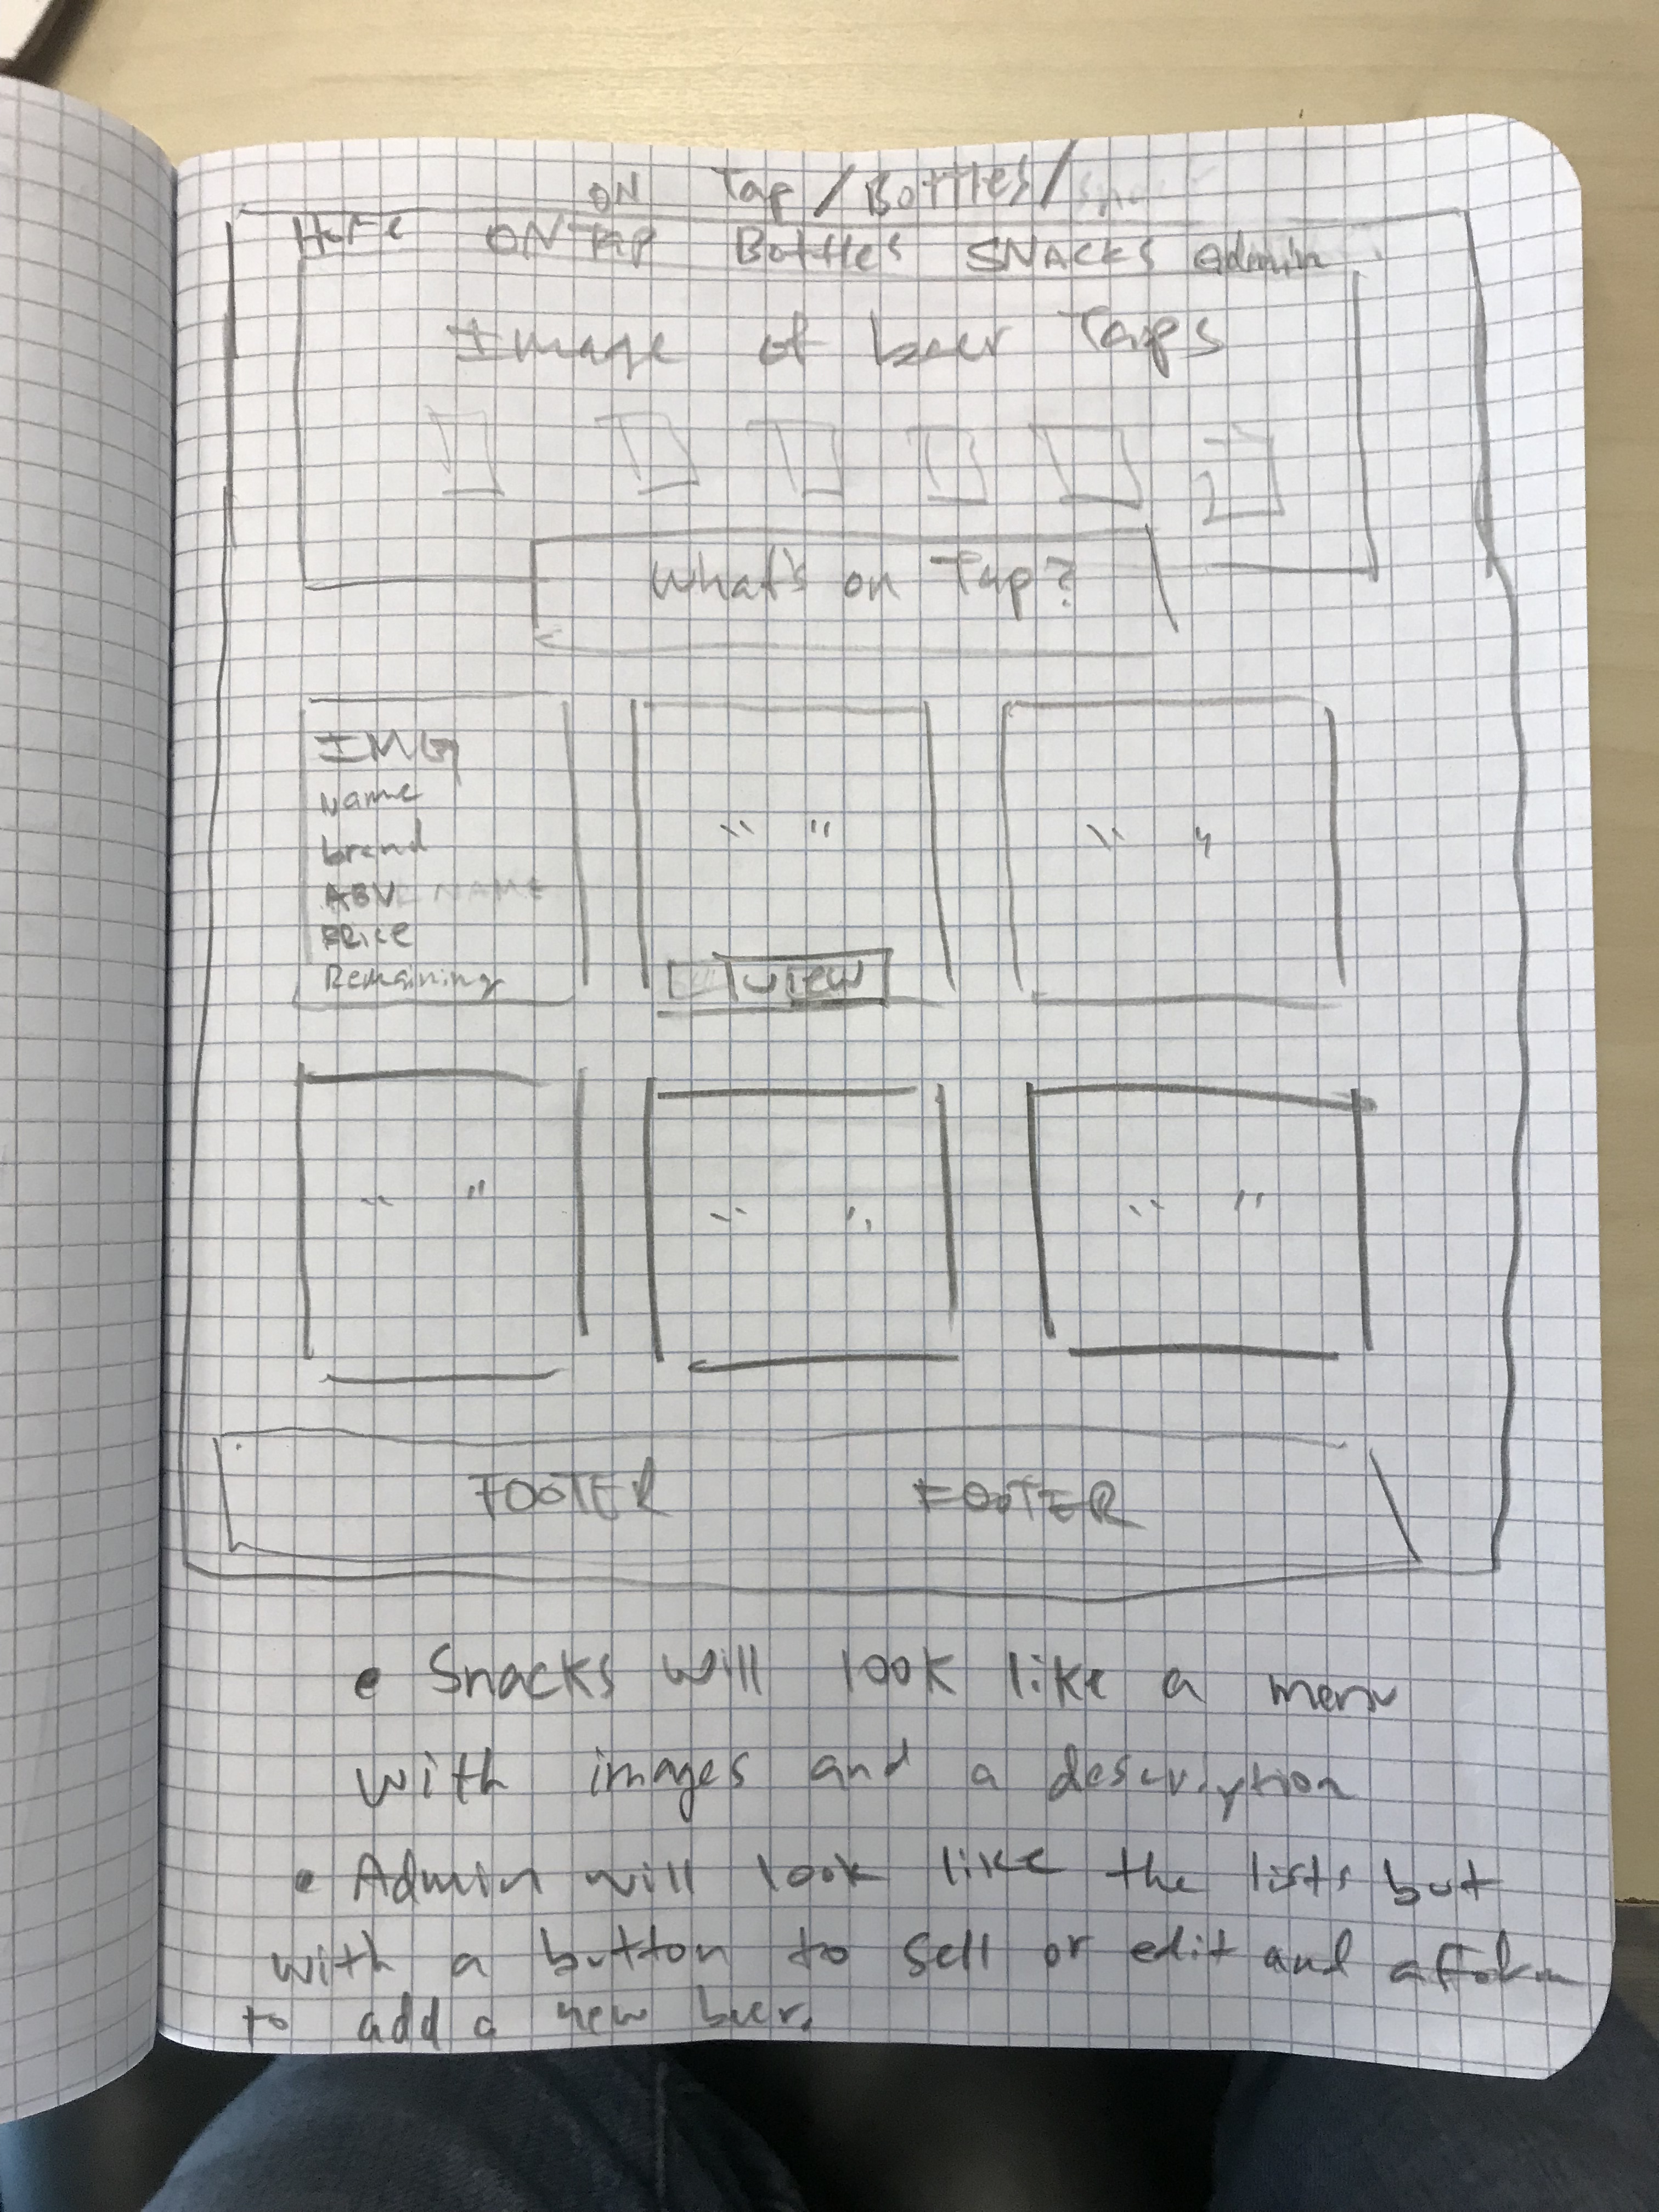 ON Tap / Bottles /
Home ON Tap Bottles SNACKS admin
Image of beer Taps
What's on Tap?
IMG
Name
brand
ABV NAME
PRice
Remaining
" "
" "
view
" "
" "
" "
FOOTER FOOTER
• Snacks will look like a menu
with images and a description
• Admin will look like the lists but
with a button to sell or edit and a
to add a new beer.